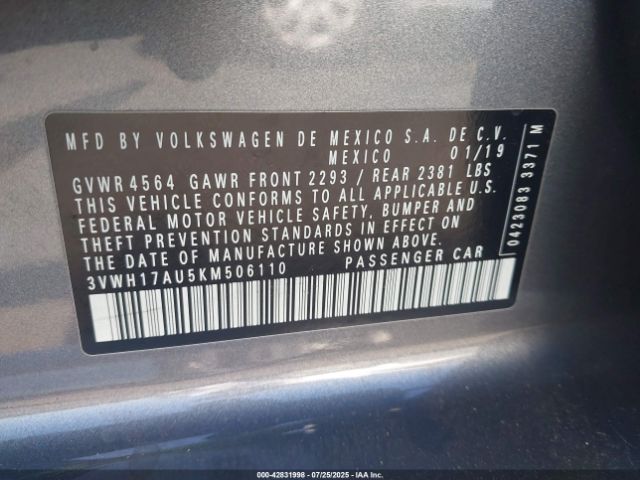 MFD BY VOLKSWAGEN DE MEXICO S.A. DE C.V.
MEXICO 01/19
GVWR 4564 GAWR FRONT 2293 / REAR 2381 LBS
THIS VEHICLE CONFORMS TO ALL APPLICABLE U.S.
FEDERAL MOTOR VEHICLE SAFETY, BUMPER AND
THEFT PREVENTION STANDARDS IN EFFECT ON
THE DATE OF MANUFACTURE SHOWN ABOVE.
3VWH17AU5KM506110 PASSENGER CAR
0423083 3371 M
000-42831998 07/25/2025 IAAI.COM